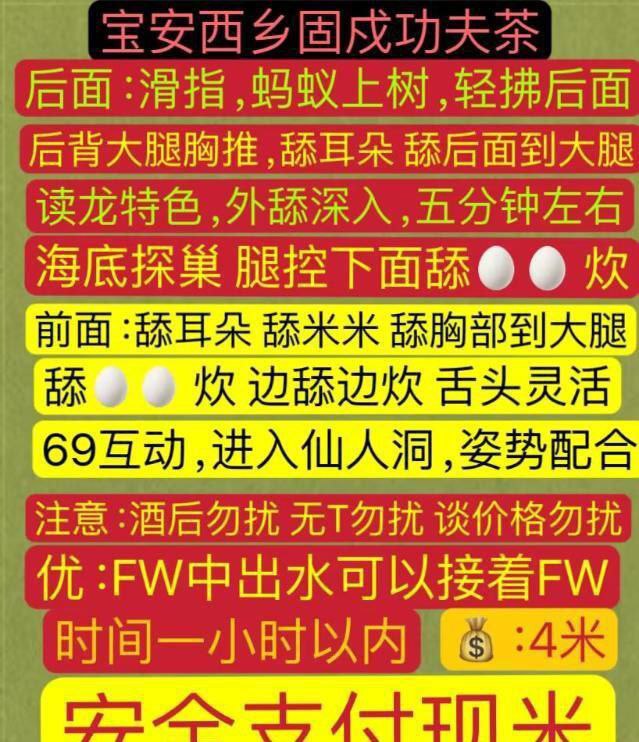 宝安西乡固戍功夫茶
后面:滑指,蚂蚁上树,轻拂后面
后背大腿胸推,舔耳朵 舔后面到大腿
读龙特色,外舔深入,五分钟左右
海底探巢 腿控下面舔🥚🥚 炊
前面:舔耳朵 舔米米 舔胸部到大腿
舔🥚🥚 炊 边舔边炊 舌头灵活
69互动,进入仙人洞,姿势配合
注意:酒后勿扰 无T勿扰 谈价格勿扰
优:FW中出水可以接着FW
时间一小时以内 💰:4米
安全支付现米